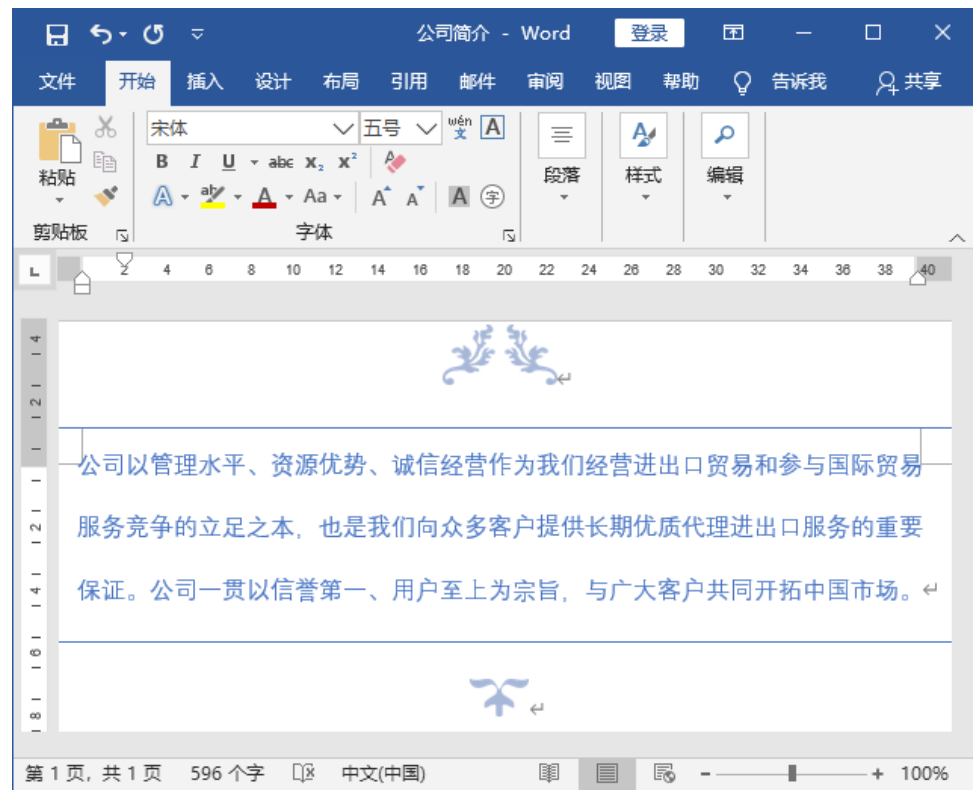 公司简介 - Word 登录
文件 开始 插入 设计 布局 引用 邮件 审阅 视图 帮助 告诉我 共享
宋体 五号 wén 文 A
B I U abc X₂ X² A
粘贴 段落 样式 编辑
A aby A Aa A A A 字
剪贴板 字体
L 2 4 6 8 10 12 14 16 18 20 22 24 26 28 30 32 34 36 38 40
4
2
公司以管理水平、资源优势、诚信经营作为我们经营进出口贸易和参与国际贸易
2
服务竞争的立足之本，也是我们向众多客户提供长期优质代理进出口服务的重要
4
保证。公司一贯以信誉第一、用户至上为宗旨，与广大客户共同开拓中国市场。
6
8
第 1 页，共 1 页 596 个字 中文(中国) - + 100%